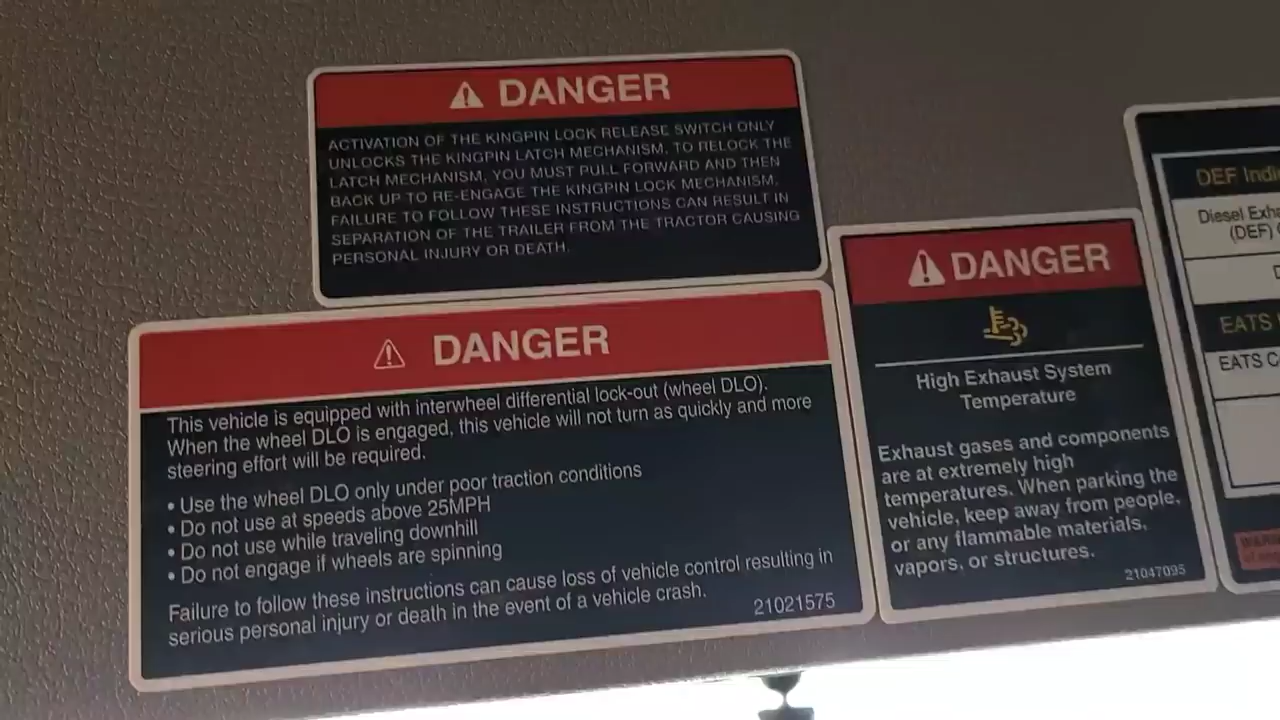 DANGER
ACTIVATION OF THE KINGPIN LOCK RELEASE SWITCH ONLY
UNLOCKS THE KINGPIN LATCH MECHANISM. TO RELOCK THE
LATCH MECHANISM, YOU MUST PULL FORWARD AND THEN
BACK UP TO RE-ENGAGE THE KINGPIN LOCK MECHANISM.
FAILURE TO FOLLOW THESE INSTRUCTIONS CAN RESULT IN
SEPARATION OF THE TRAILER FROM THE TRACTOR CAUSING
PERSONAL INJURY OR DEATH.
DANGER
This vehicle is equipped with interwheel differential lock-out (wheel DLO).
When the wheel DLO is engaged, this vehicle will not turn as quickly and more
steering effort will be required.
• Use the wheel DLO only under poor traction conditions
• Do not use at speeds above 25MPH
• Do not use while traveling downhill
• Do not engage if wheels are spinning
Failure to follow these instructions can cause loss of vehicle control resulting in
serious personal injury or death in the event of a vehicle crash.
21021575
DANGER
High Exhaust System
Temperature
Exhaust gases and components
are at extremely high
temperatures. When parking the
vehicle, keep away from people,
or any flammable materials,
vapors, or structures.
21047095
DEF
Diesel
(DEF)
EATS
EATS